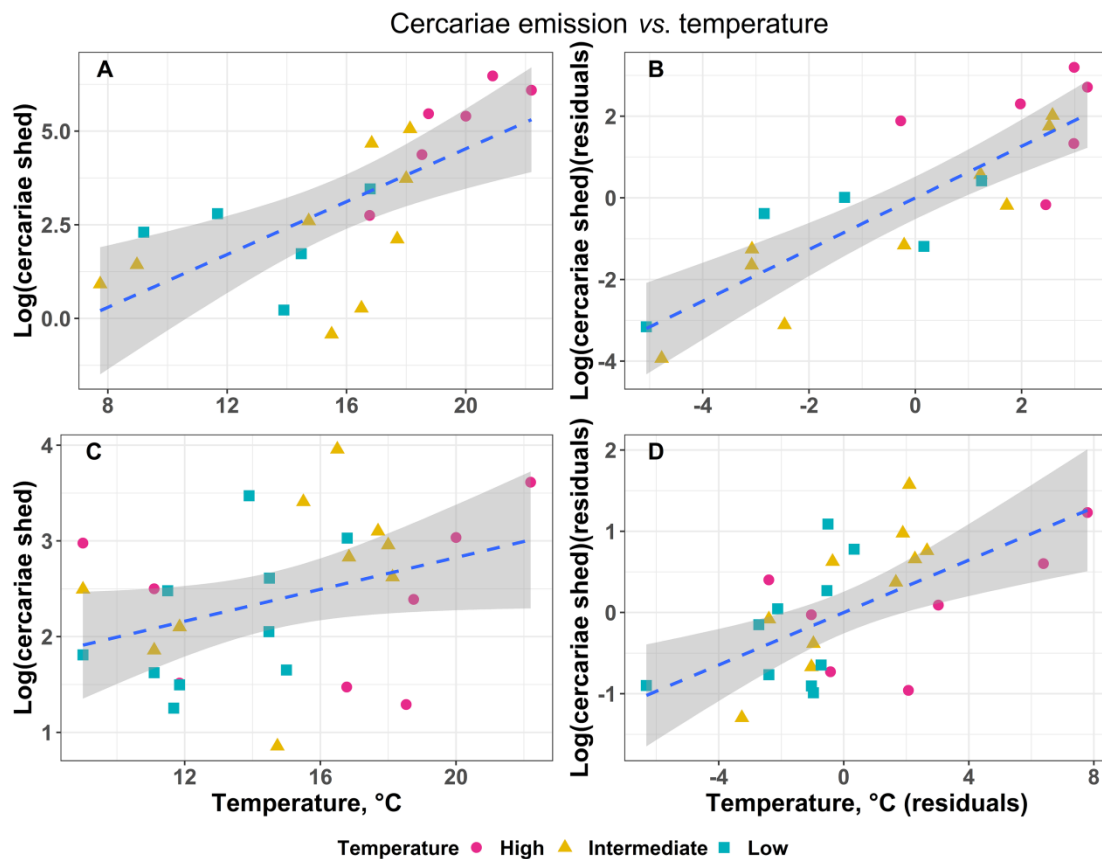 Cercariae emission vs. temperature
A
Log(cercariae shed)
5.0
2.5
0.0
8 12 16 20
B
Log(cercariae shed)(residuals)
2
0
-2
-4
-4 -2 0 2
C
Log(cercariae shed)
4
3
2
1
12 16 20
Temperature, °C
D
Log(cercariae shed)(residuals)
2
1
0
-1
-4 0 4 8
Temperature, °C (residuals)
Temperature High Intermediate Low